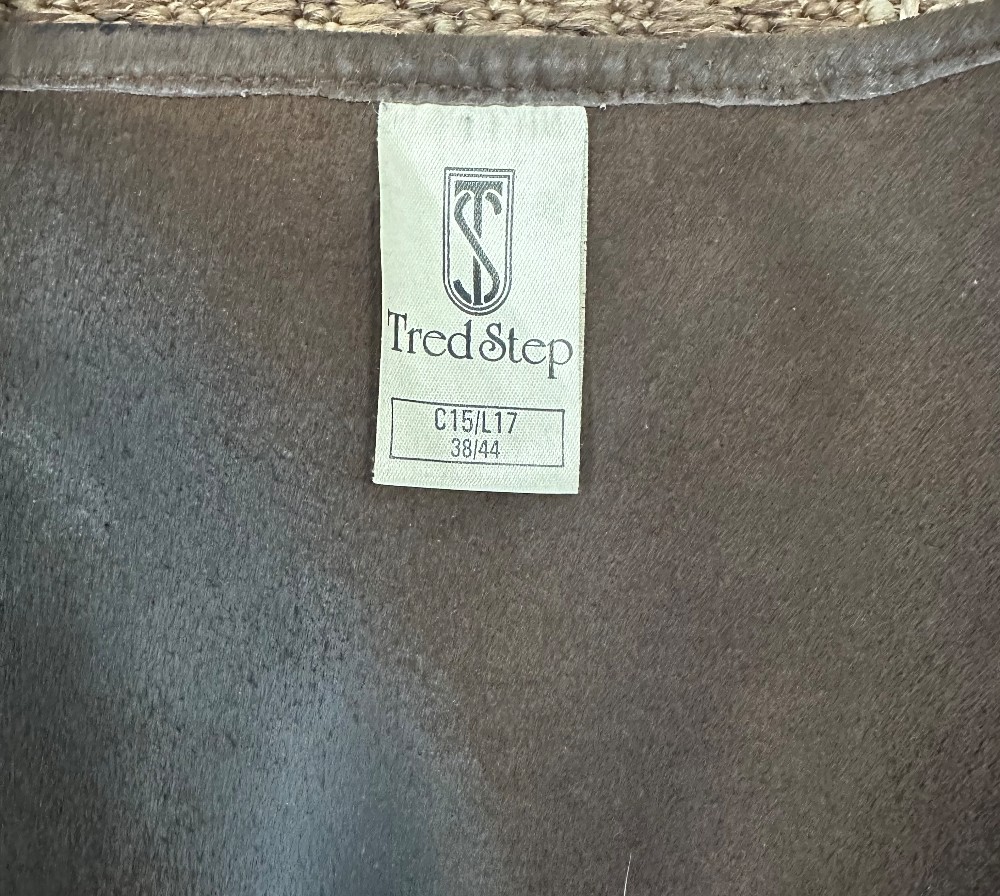 TS
Tred Step
C15/L17
38/44